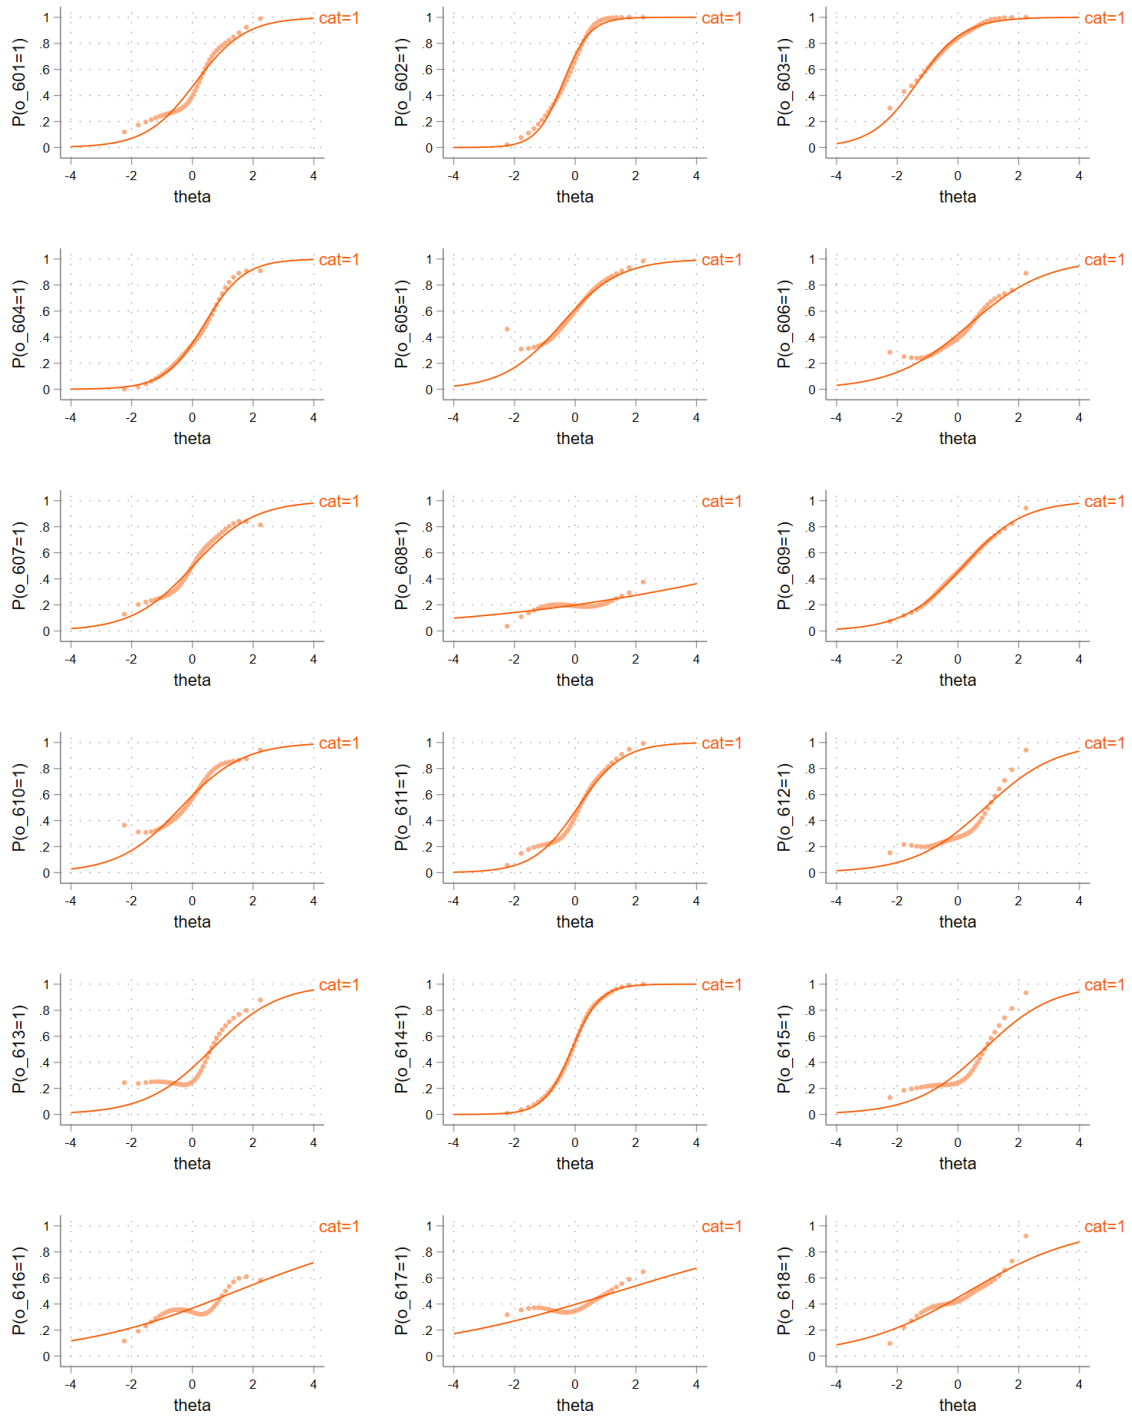 P(o_601=1)
1
.8
.6
.4
.2
0
cat=1
-4 -2 0 2 4
theta
P(o_602=1)
1
.8
.6
.4
.2
0
cat=1
-4 -2 0 2 4
theta
P(o_603=1)
1
.8
.6
.4
.2
0
cat=1
-4 -2 0 2 4
theta
P(o_604=1)
1
.8
.6
.4
.2
0
cat=1
-4 -2 0 2 4
theta
P(o_605=1)
1
.8
.6
.4
.2
0
cat=1
-4 -2 0 2 4
theta
P(o_606=1)
1
.8
.6
.4
.2
0
cat=1
-4 -2 0 2 4
theta
P(o_607=1)
1
.8
.6
.4
.2
0
cat=1
-4 -2 0 2 4
theta
P(o_608=1)
1
.8
.6
.4
.2
0
cat=1
-4 -2 0 2 4
theta
P(o_609=1)
1
.8
.6
.4
.2
0
cat=1
-4 -2 0 2 4
theta
P(o_610=1)
1
.8
.6
.4
.2
0
cat=1
-4 -2 0 2 4
theta
P(o_611=1)
1
.8
.6
.4
.2
0
cat=1
-4 -2 0 2 4
theta
P(o_612=1)
1
.8
.6
.4
.2
0
cat=1
-4 -2 0 2 4
theta
P(o_613=1)
1
.8
.6
.4
.2
0
cat=1
-4 -2 0 2 4
theta
P(o_614=1)
1
.8
.6
.4
.2
0
cat=1
-4 -2 0 2 4
theta
P(o_615=1)
1
.8
.6
.4
.2
0
cat=1
-4 -2 0 2 4
theta
P(o_616=1)
1
.8
.6
.4
.2
0
cat=1
-4 -2 0 2 4
theta
P(o_617=1)
1
.8
.6
.4
.2
0
cat=1
-4 -2 0 2 4
theta
P(o_618=1)
1
.8
.6
.4
.2
0
cat=1
-4 -2 0 2 4
theta